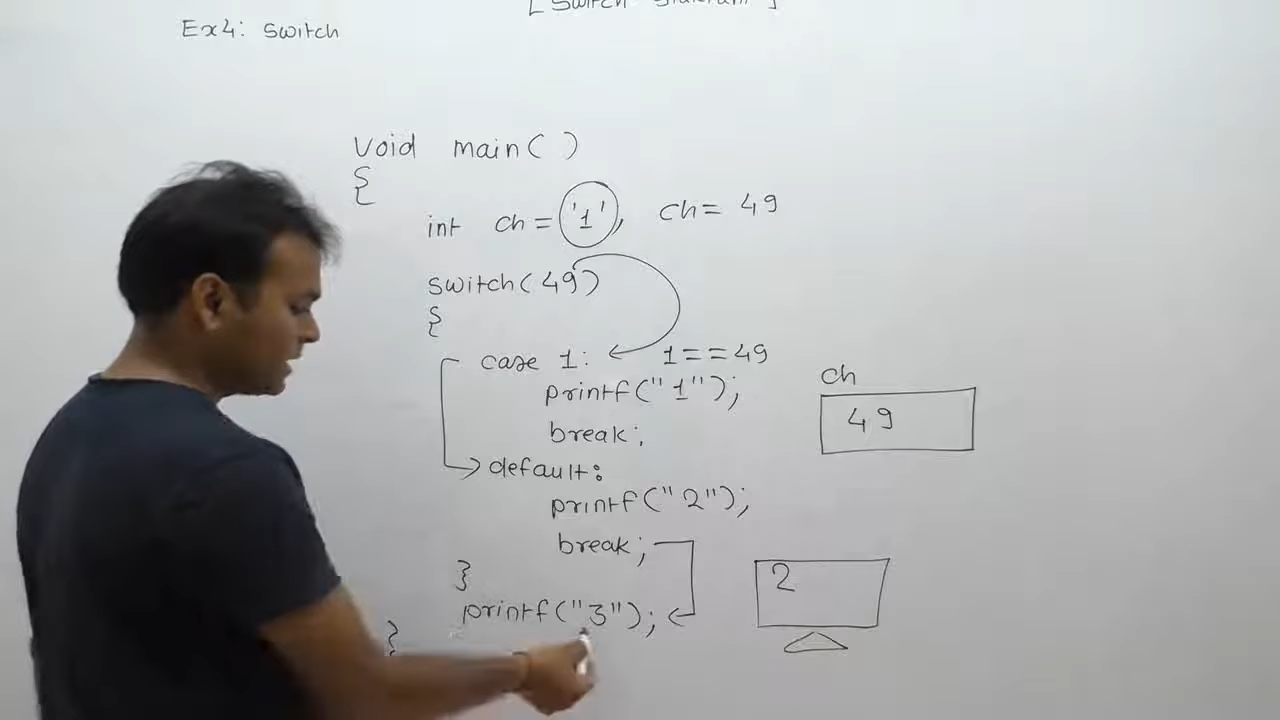 [ Switch
Ex4: Switch
void main( )
{
int ch = '1', ch= 49
switch(49)
{
case 1: 1==49
printf("1");
break;
ch
49
default:
printf("2");
break;
2
}
printf("3");
}